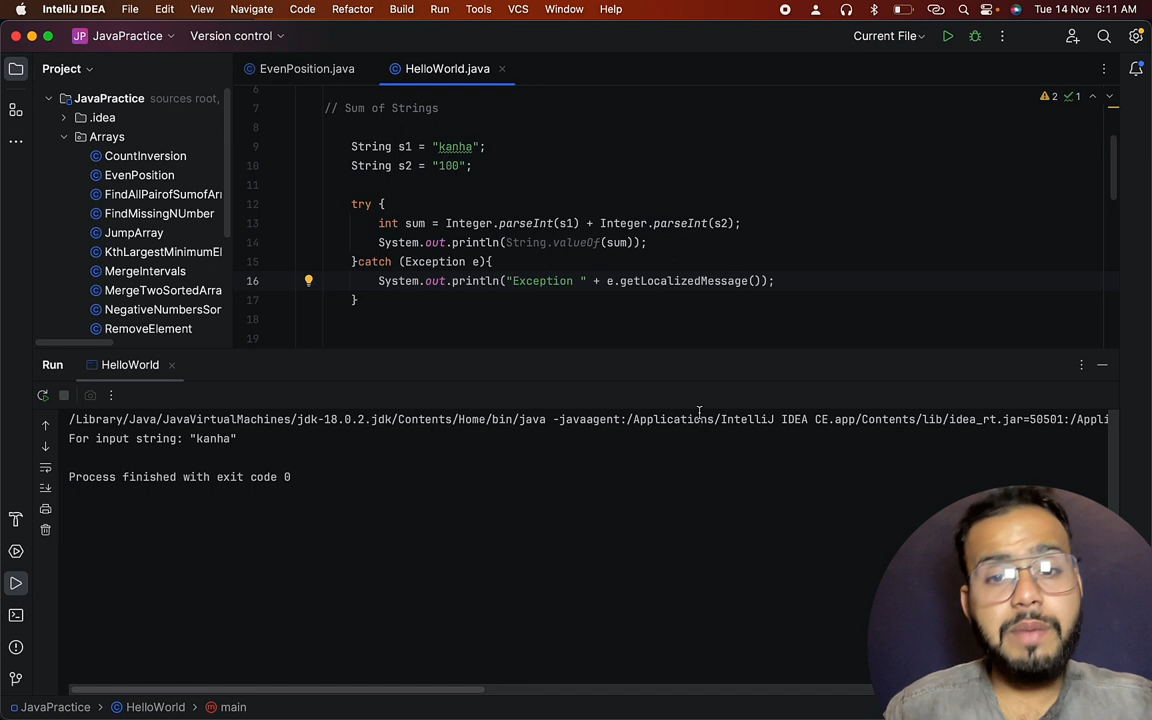 IntelliJ IDEA File Edit View Navigate Code Refactor Build Run Tools VCS Window Help Tue 14 Nov 6:11 AM
JP JavaPractice Version control Current File
Project EvenPosition.java HelloWorld.java
JavaPractice sources root,
.idea
Arrays
CountInversion
EvenPosition
FindAllPairofSumofAr
FindMissingNUmber
JumpArray
KthLargestMinimumEl
MergeIntervals
MergeTwoSortedArra
NegativeNumbersSor
RemoveElement
2 1
6
7 // Sum of Strings
8
9 String s1 = "kanha";
10 String s2 = "100";
11
12 try {
13 int sum = Integer.parseInt(s1) + Integer.parseInt(s2);
14 System.out.println(String.valueOf(sum));
15 }catch (Exception e){
16 System.out.println("Exception " + e.getLocalizedMessage());
17 }
18
19
Run HelloWorld
/Library/Java/JavaVirtualMachines/jdk-18.0.2.jdk/Contents/Home/bin/java -javaagent:/Applications/IntelliJ IDEA CE.app/Contents/lib/idea_rt.jar=50501:/Appli
For input string: "kanha"
Process finished with exit code 0
JavaPractice > HelloWorld > main